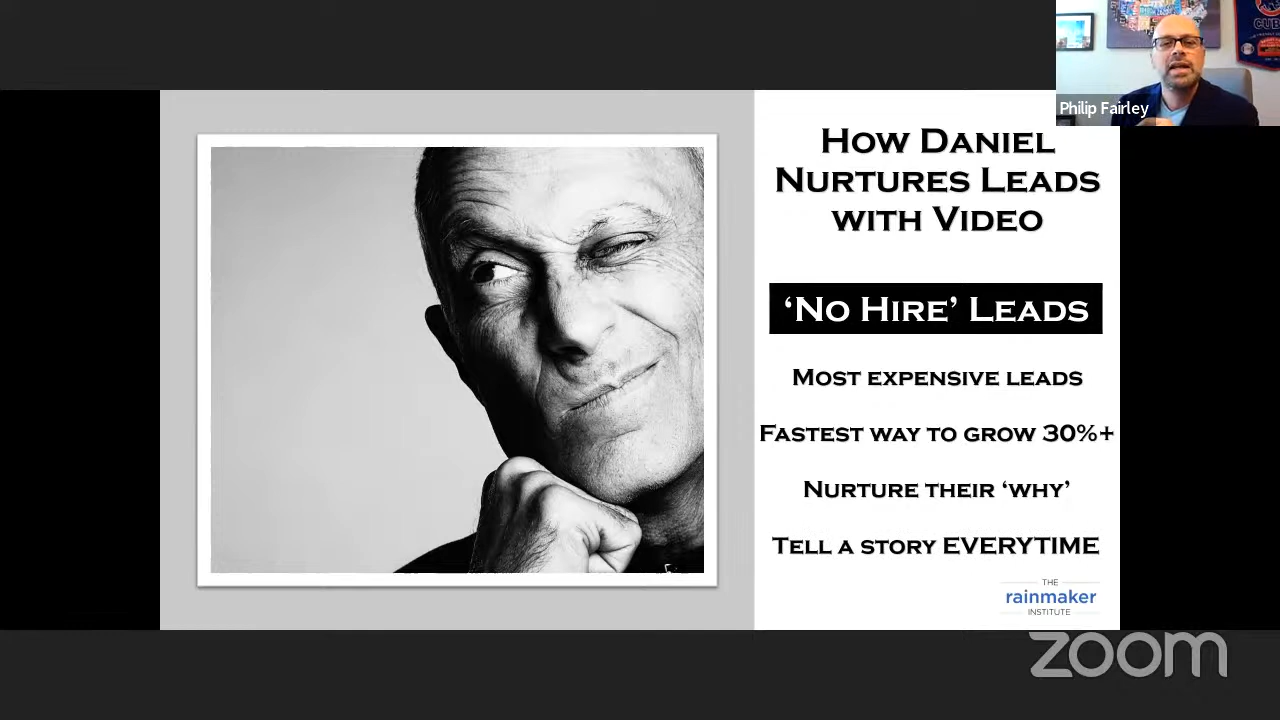 CUBS
Philip Fairley
How Daniel
Nurtures Leads
with Video
‘No Hire’ Leads
Most expensive leads
Fastest way to grow 30%+
Nurture their ‘why’
Tell a story EVERYTIME
THE
rainmaker
INSTITUTE
zoom